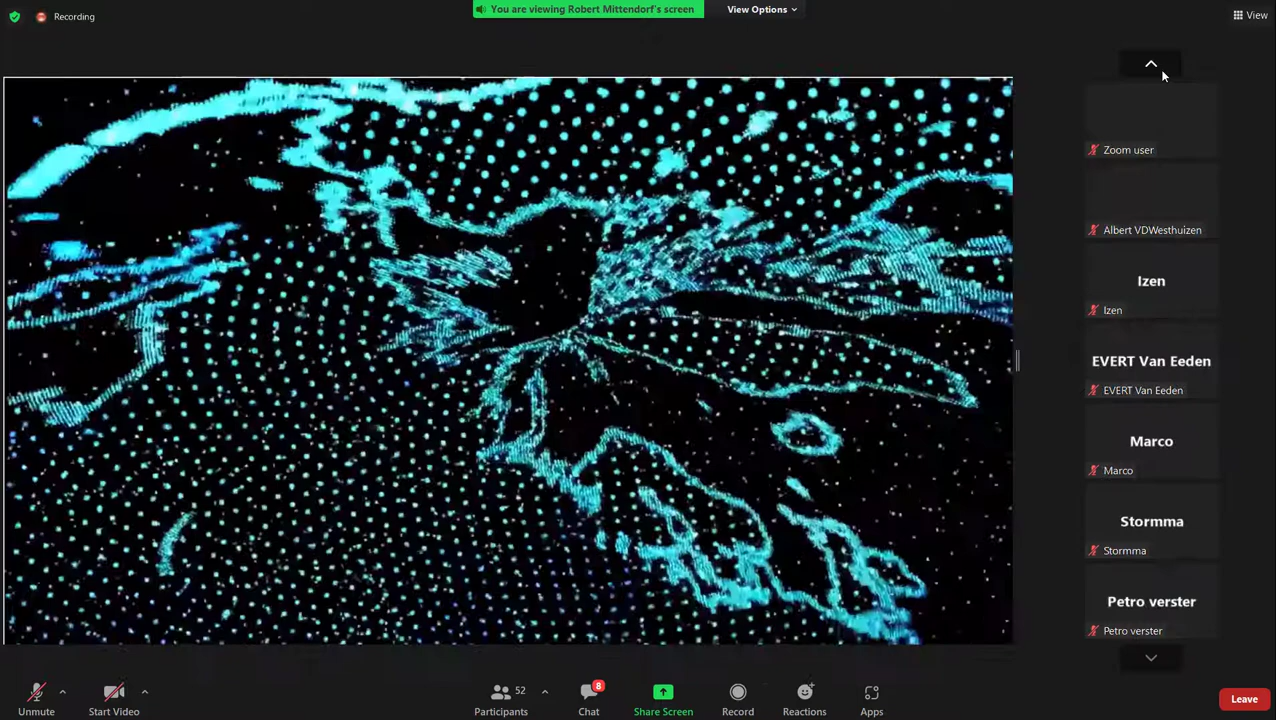 Recording
You are viewing Robert Mittendorf's screen
View Options
View
Zoom user
Albert VDWesthuizen
Izen
Izen
EVERT Van Eeden
EVERT Van Eeden
Marco
Marco
Stormma
Stormma
Petro verster
Petro verster
Unmute
Start Video
52
Participants
8
Chat
Share Screen
Record
Reactions
Apps
Leave